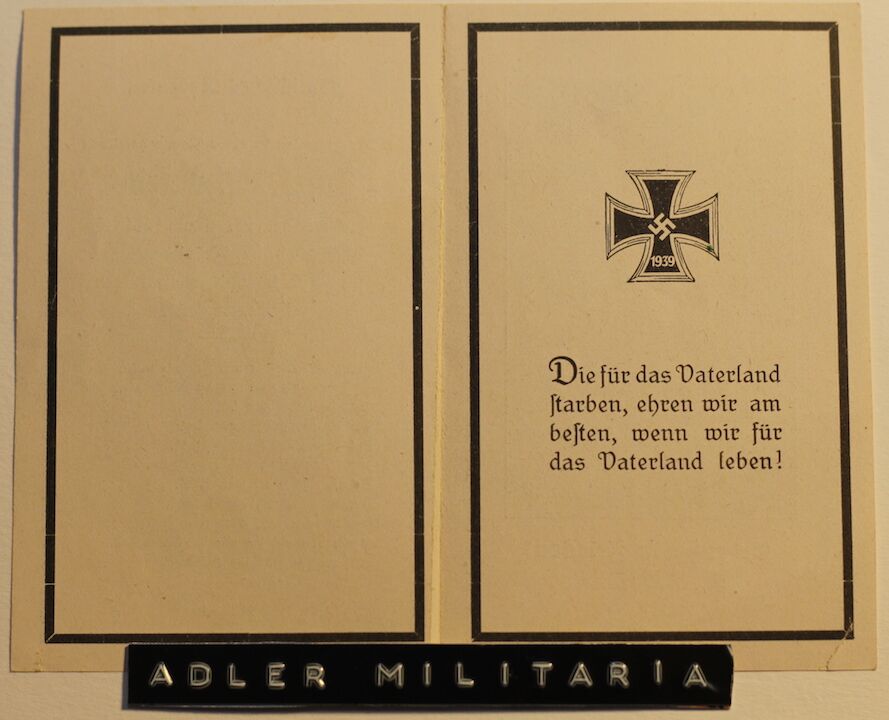 1939
Die für das Vaterland
ſtarben, ehren wir am
beſten, wenn wir für
das Vaterland leben!
ADLER MILITARIA